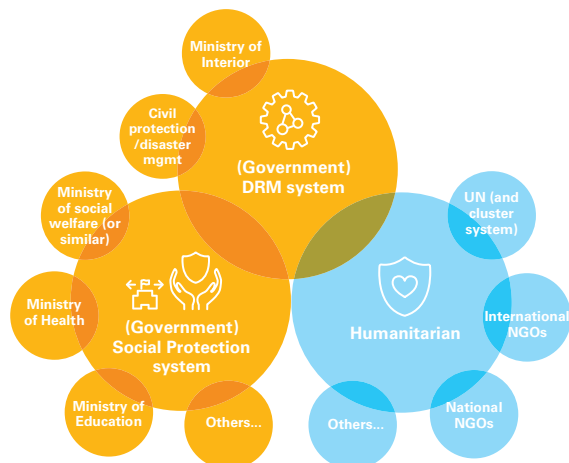 Ministry of
Interior
Civil
protection
/disaster
mgmt
(Government)
DRM system
Ministry
of social
welfare (or
similar)
UN (and
cluster
system)
Ministry
of Health
(Government)
Social Protection
system
Humanitarian
International
NGOs
Ministry of
Education
Others...
Others...
National
NGOs